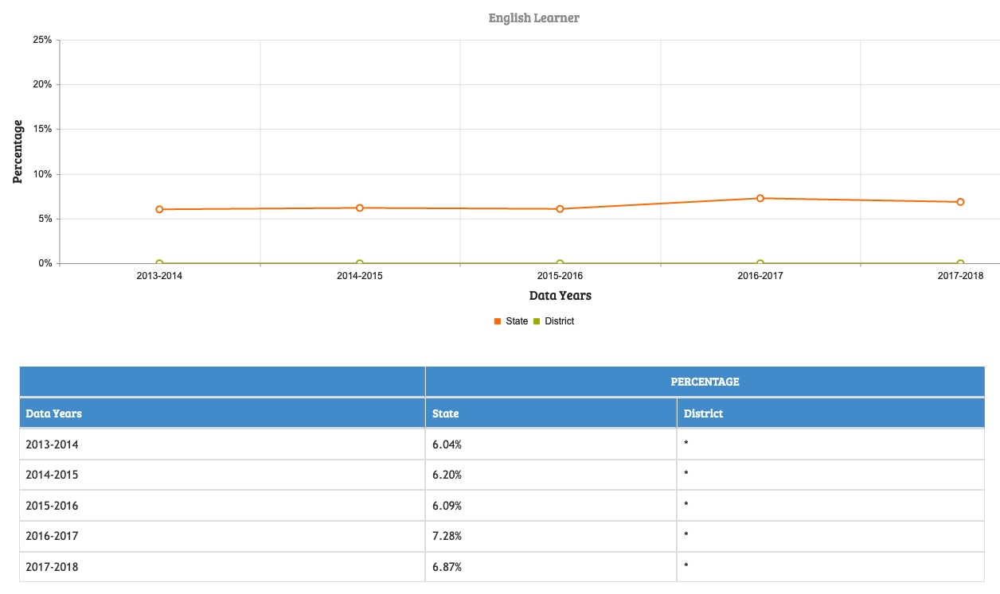 English Learner
25%
20%
15%
10%
5%
0%
Percentage
2013-2014 2014-2015 2015-2016 2016-2017 2017-2018
Data Years
State District
PERCENTAGE
Data Years State District
2013-2014 6.04% *
2014-2015 6.20% *
2015-2016 6.09% *
2016-2017 7.28% *
2017-2018 6.87% *